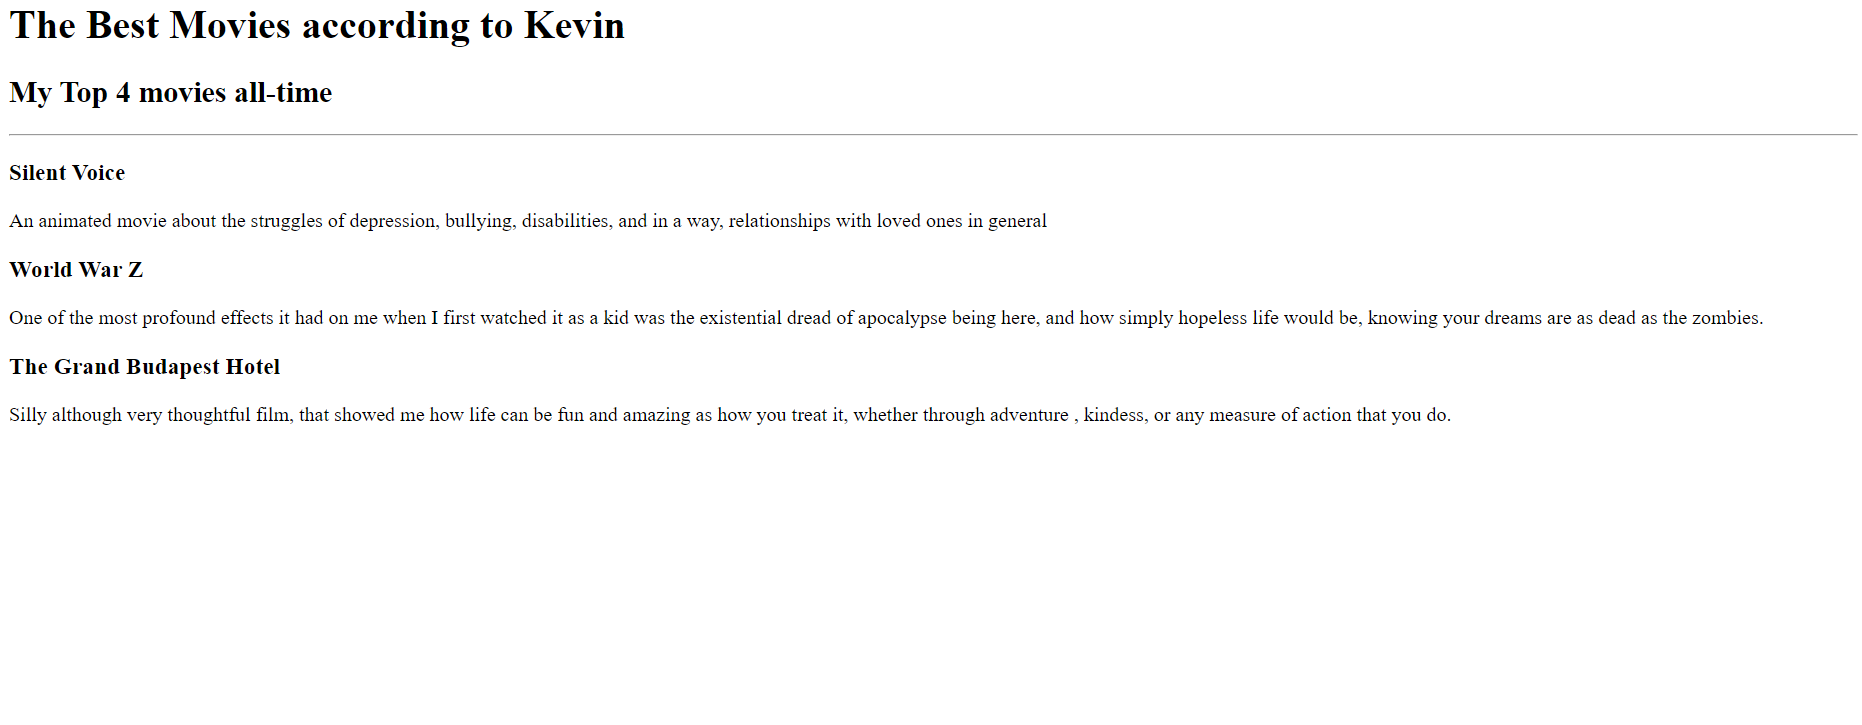 The Best Movies according to Kevin
My Top 4 movies all-time
Silent Voice
An animated movie about the struggles of depression, bullying, disabilities, and in a way, relationships with loved ones in general
World War Z
One of the most profound effects it had on me when I first watched it as a kid was the existential dread of apocalypse being here, and how simply hopeless life would be, knowing your dreams are as dead as the zombies.
The Grand Budapest Hotel
Silly although very thoughtful film, that showed me how life can be fun and amazing as how you treat it, whether through adventure , kindess, or any measure of action that you do.